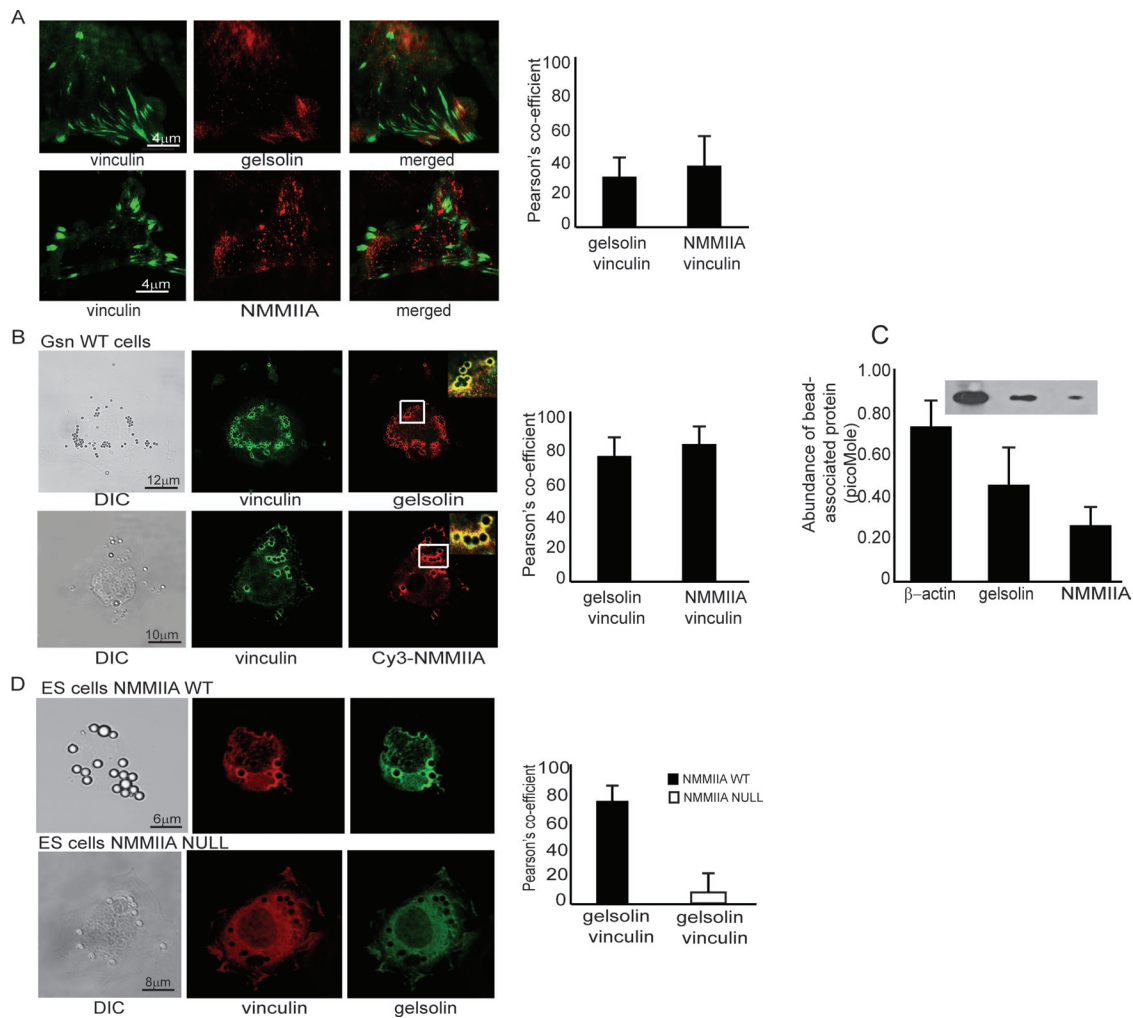 A
4μm
vinculin
gelsolin
merged
4μm
vinculin
NMMIIA
merged
Pearson's co-efficient
100
80
60
40
20
0
gelsolin
vinculin
NMMIIA
vinculin
B
Gsn WT cells
12μm
DIC
vinculin
gelsolin
10μm
DIC
vinculin
Cy3-NMMIIA
Pearson's co-efficient
100
80
60
40
20
0
gelsolin
vinculin
NMMIIA
vinculin
C
Abundance of bead-
associated protein
(picoMole)
1.00
0.80
0.60
0.40
0.20
0
β–actin
gelsolin
NMMIIA
D
ES cells NMMIIA WT
6μm
ES cells NMMIIA NULL
8μm
DIC
vinculin
gelsolin
Pearson's co-efficient
100
80
60
40
20
0
NMMIIA WT
NMMIIA NULL
gelsolin
vinculin
gelsolin
vinculin